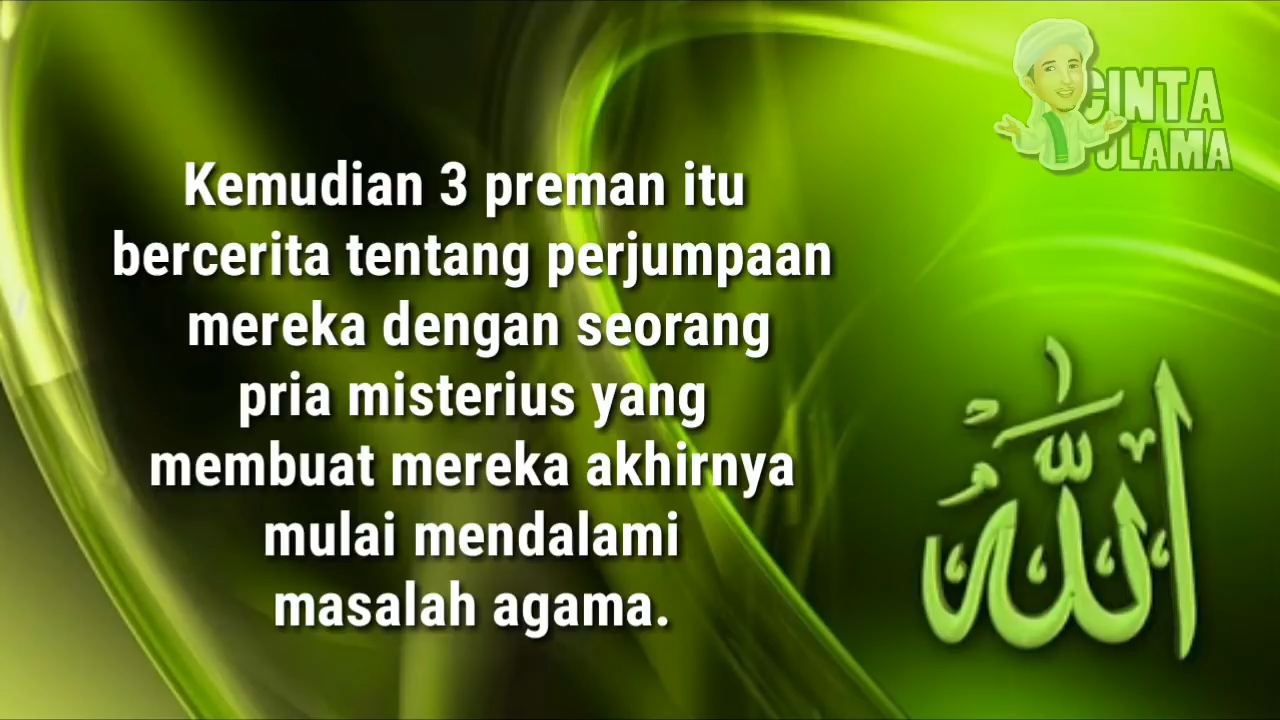 CINTA
ULAMA
Kemudian 3 preman itu
bercerita tentang perjumpaan
mereka dengan seorang
pria misterius yang
membuat mereka akhirnya
mulai mendalami
masalah agama.
الله